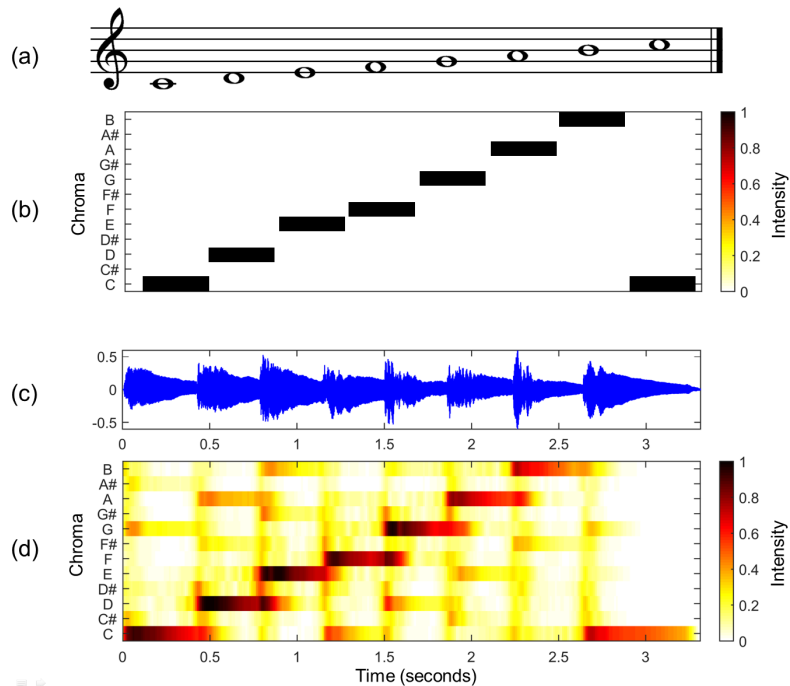 (a)
(b)
Chroma
B
A#
A
G#
G
F#
F
E
D#
D
C#
C
1
0.8
0.6
0.4
0.2
0
Intensity
(c)
0.5
0
-0.5
0 0.5 1 1.5 2 2.5 3
(d)
Chroma
B
A#
A
G#
G
F#
F
E
D#
D
C#
C
0 0.5 1 1.5 2 2.5 3
Time (seconds)
1
0.8
0.6
0.4
0.2
0
Intensity